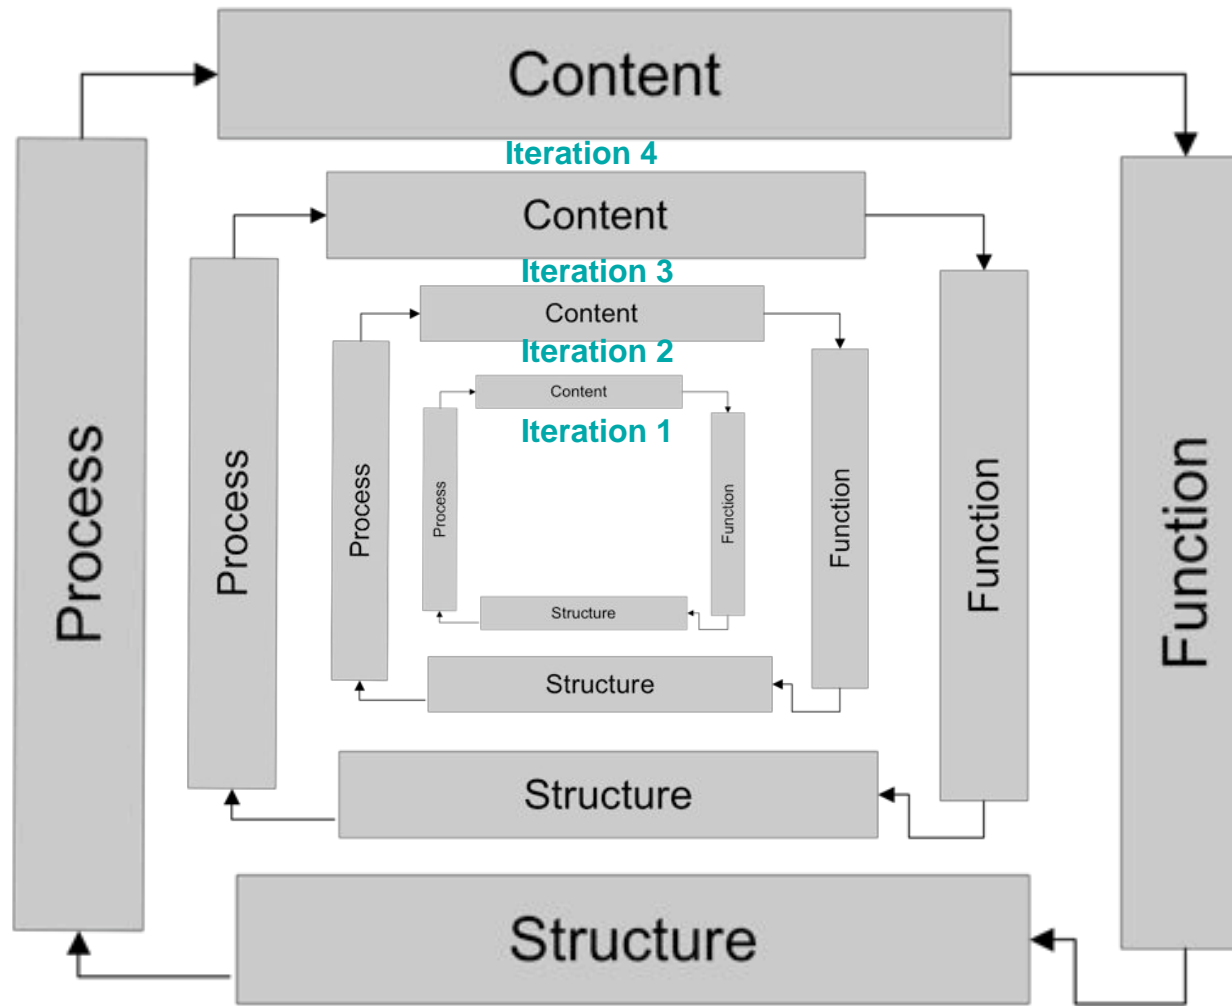 Content
Iteration 4
Content
Iteration 3
Content
Iteration 2
Content
Iteration 1
Process
Process
Process
Process
Function
Function
Function
Function
Structure
Structure
Structure
Structure